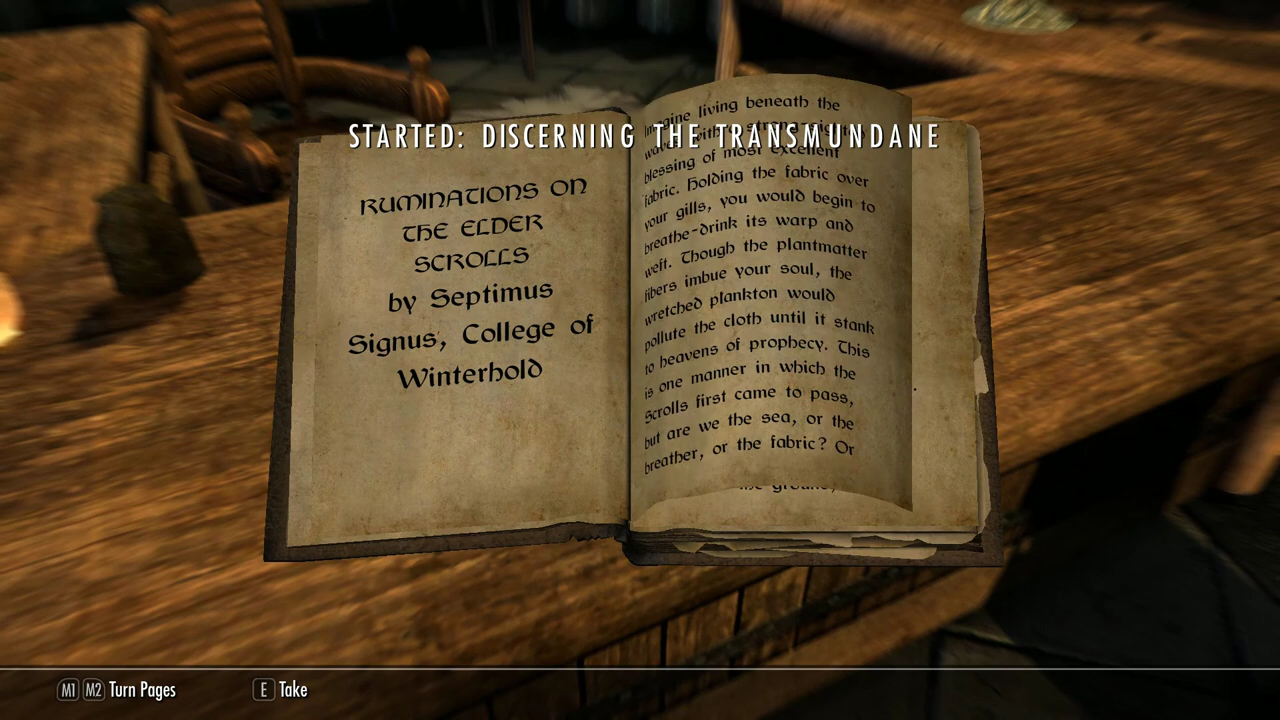 STARTED: DISCERNING THE TRANSMUNDANE
RUMINATIONS ON
THE ELDER
SCROLLS
by Septimus
Signus, College of
Winterhold
Imagine living beneath the
waves
blessing of most excellent
fabric. Holding the fabric over
your gills, you would begin to
breathe-drink its warp and
weft. Though the plantmatter
fibers imbue your soul, the
wretched plankton would
pollute the cloth until it stank
to heavens of prophecy. This
is one manner in which the
Scrolls first came to pass,
but are we the sea, or the
breather, or the fabric? Or
the ground,
M1 M2 Turn Pages
E Take